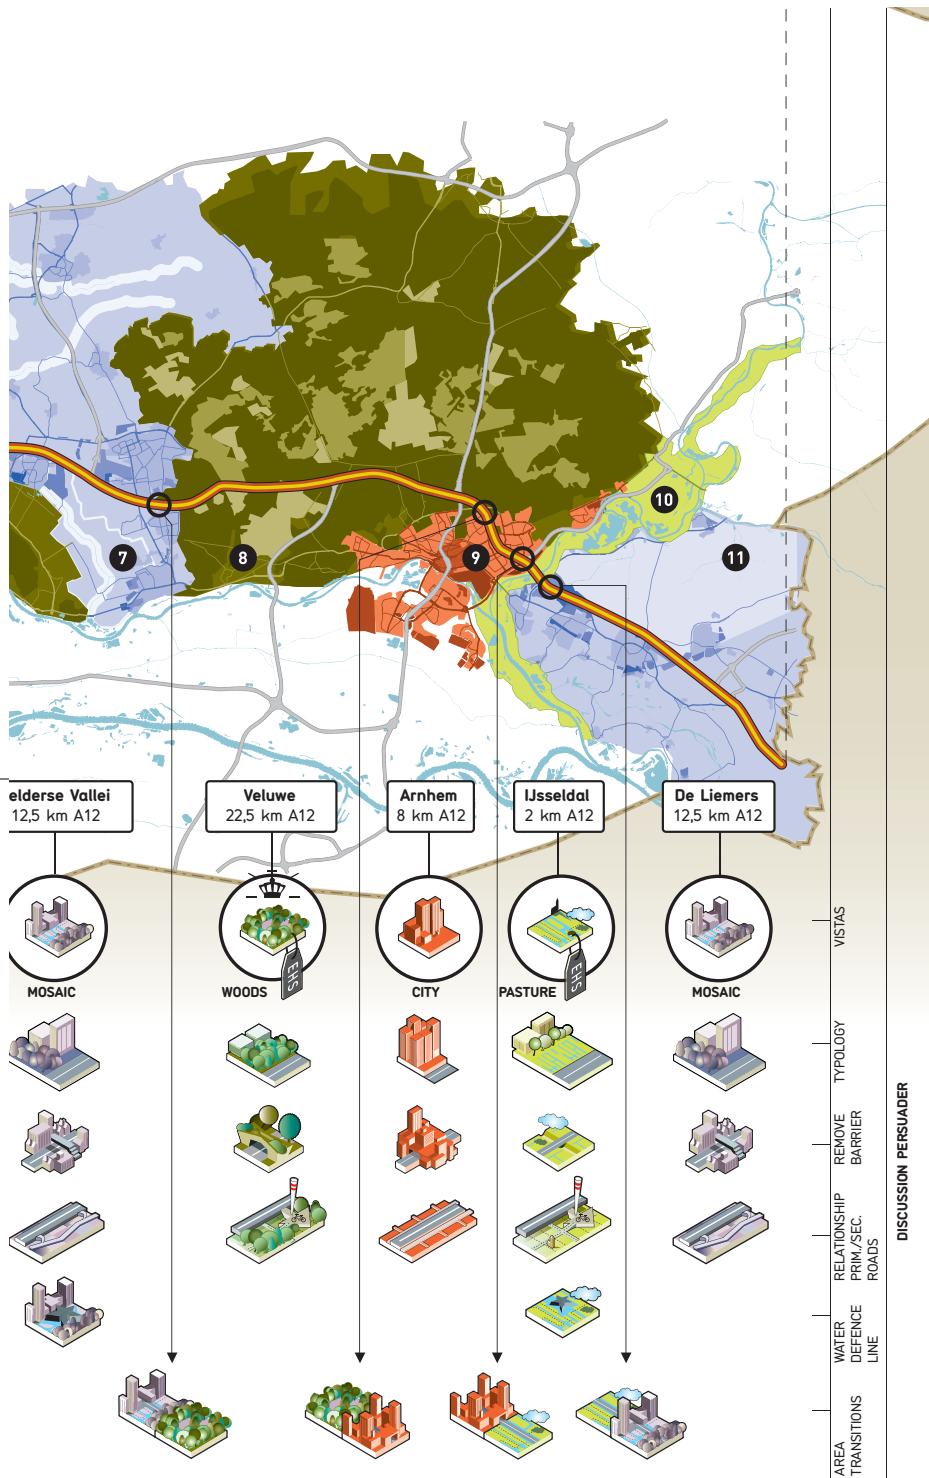 7
8
9
10
11
elderse Vallei
12,5 km A12
Veluwe
22,5 km A12
Arnhem
8 km A12
IJsseldal
2 km A12
De Liemers
12,5 km A12
EHS
EHS
MOSAIC
WOODS
CITY
PASTURE
MOSAIC
VISTAS
TYPOLOGY
REMOVE
BARRIER
RELATIONSHIP
PRIM./SEC.
ROADS
WATER
DEFENCE
LINE
AREA
TRANSITIONS
DISCUSSION PERSUADER